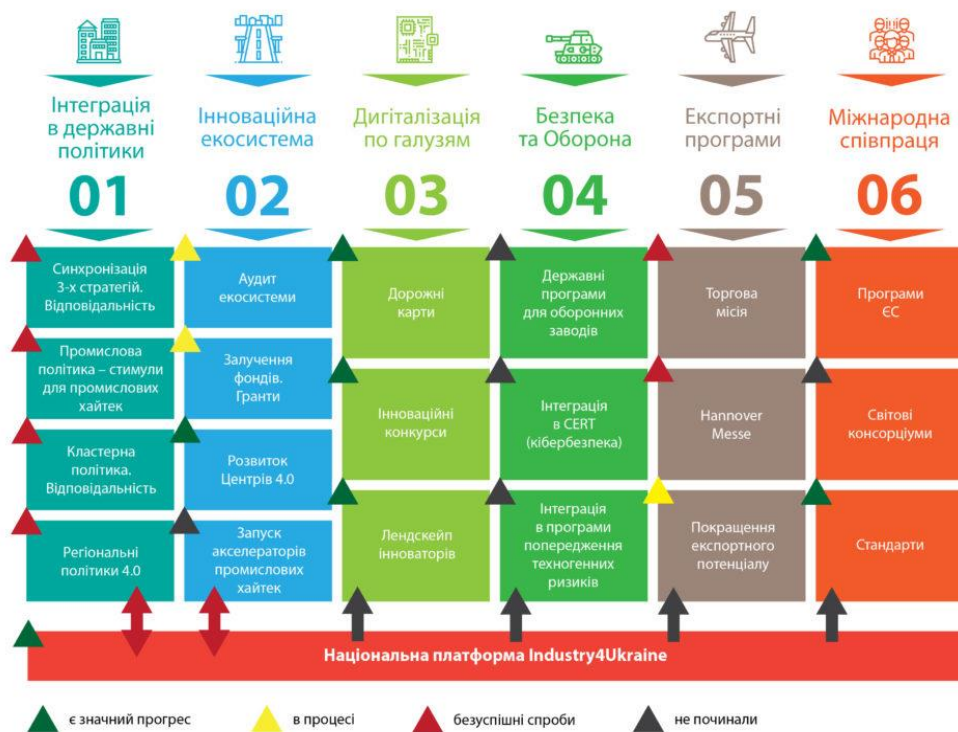 Інтеграція
в державні
політики
01
Інноваційна
екосистема
02
Дигіталізація
по галузям
03
Безпека
та Оборона
04
Експортні
програми
05
Міжнародна
співпраця
06
Синхронізація
3-х стратегій.
Відповідальність
Промислова
політика – стимули
для промислових
хайтек
Кластерна
політика.
Відповідальність
Регіональні
політики 4.0
Аудит
екосистеми
Залучення
фондів.
Гранти
Розвиток
Центрів 4.0
Запуск
акселераторів
промислових
хайтек
Дорожні
карти
Інноваційні
конкурси
Лендскейп
інноваторів
Державні
програми
для оборонних
заводів
Інтеграція
в CERT
(кібербезпека)
Інтеграція
в програми
попередження
техногенних
ризиків
Торгова
місія
Hannover
Messe
Покращення
експортного
потенціалу
Програми
ЄС
Світові
консорціуми
Стандарти
Національна платформа Industry4Ukraine
є значний прогрес
в процесі
безуспішні спроби
не починали